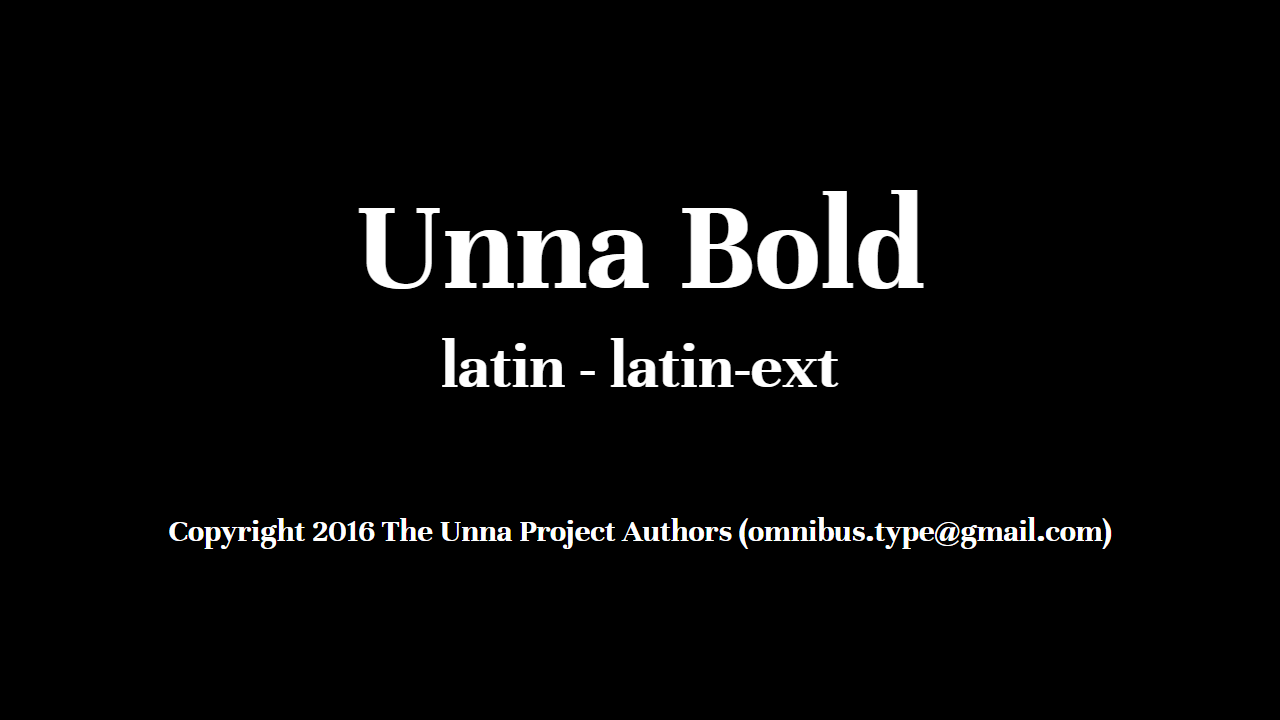 Unna Bold
latin - latin-ext
Copyright 2016 The Unna Project Authors (omnibus.type@gmail.com)